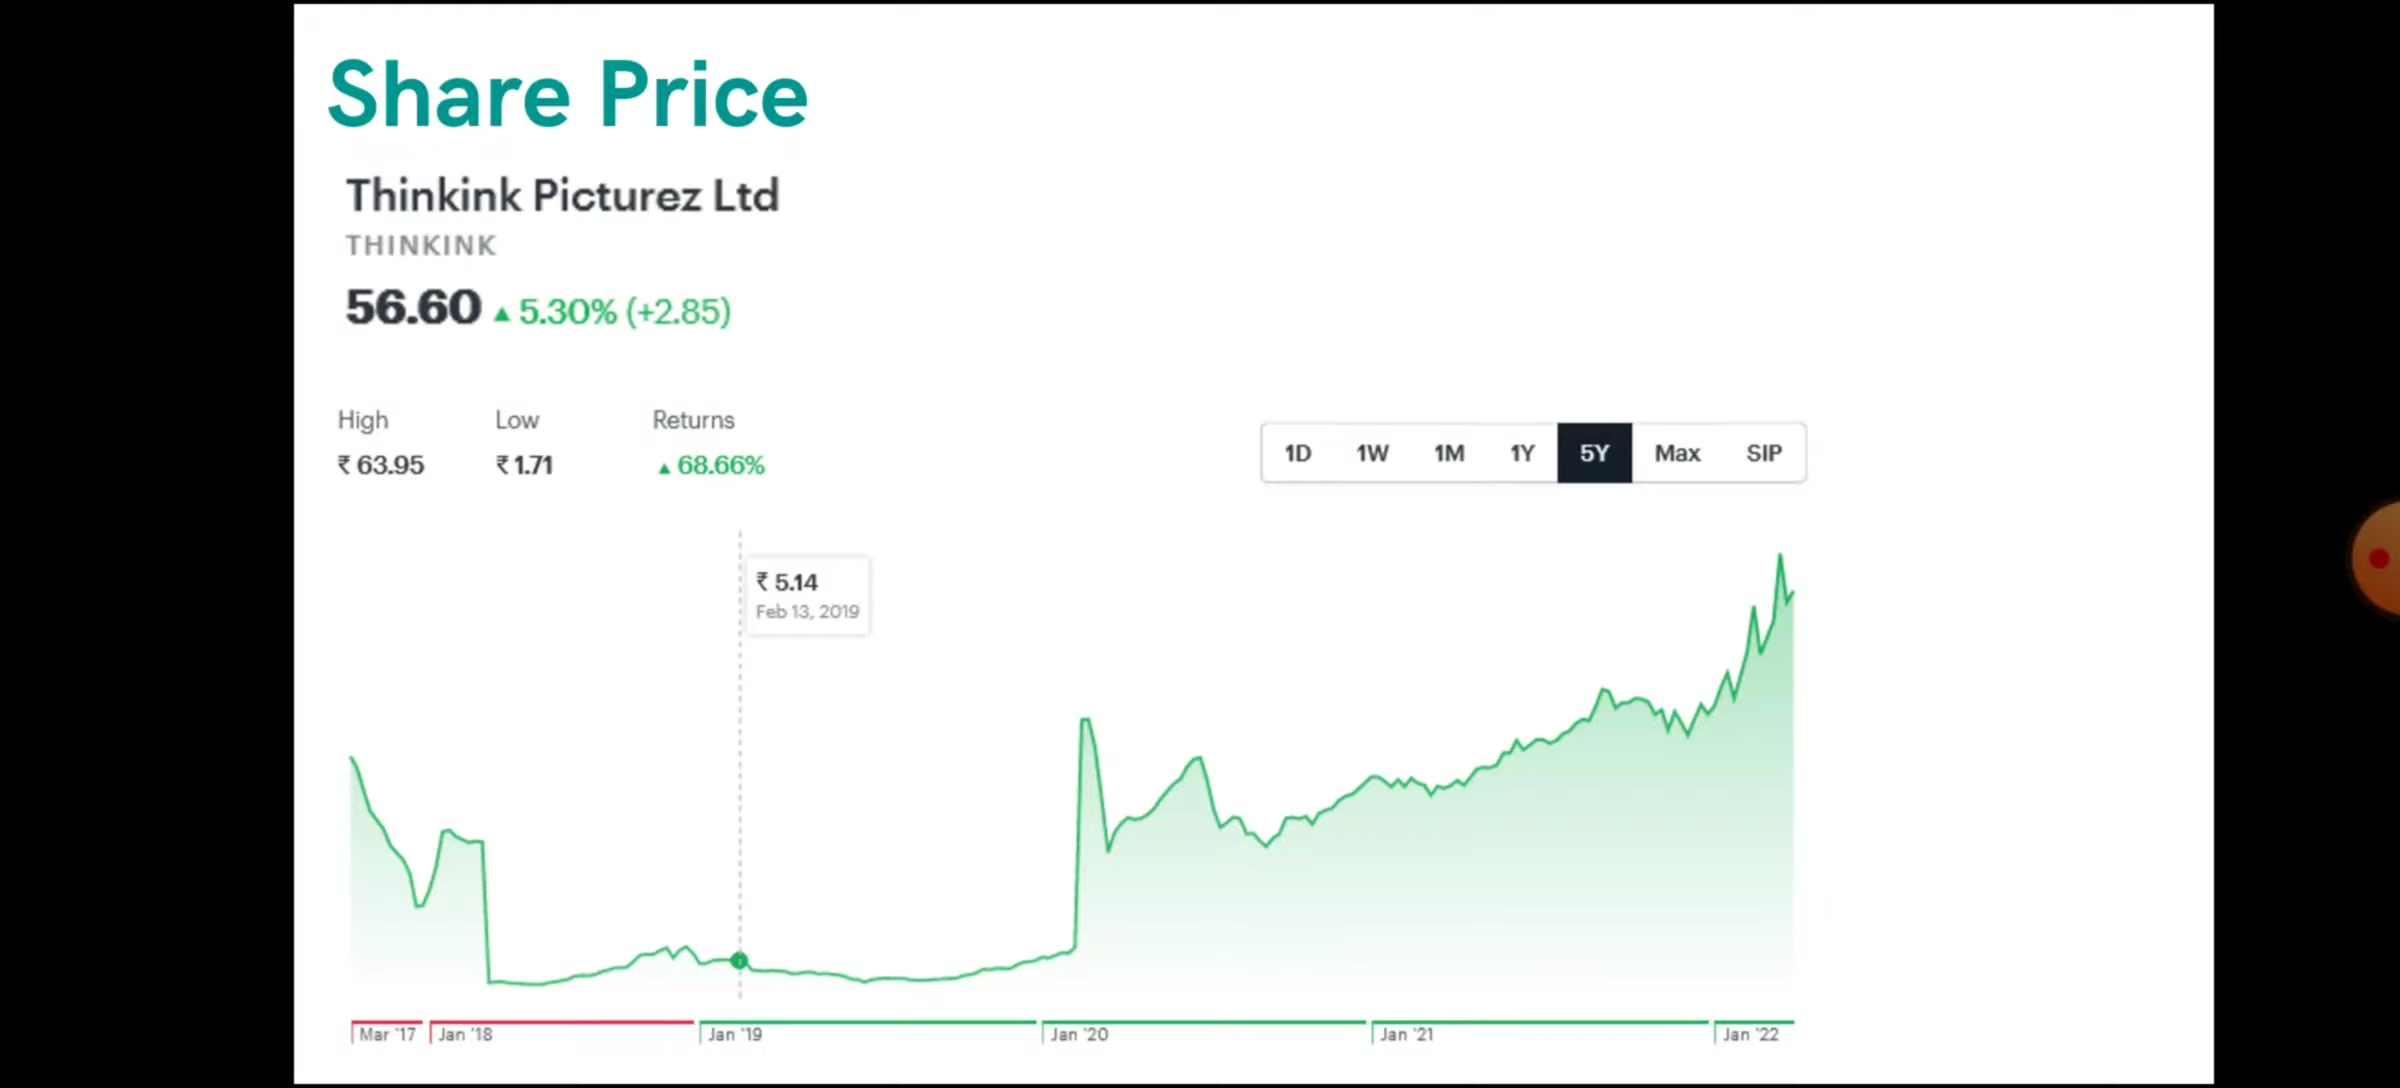 Share Price
Thinkink Picturez Ltd
THINKINK
56.60 ▲ 5.30% (+2.85)
High Low Returns
₹ 63.95 ₹ 1.71 ▲ 68.66%
1D 1W 1M 1Y 5Y Max SIP
₹ 5.14
Feb 13, 2019
Mar '17 Jan '18 Jan '19 Jan '20 Jan '21 Jan '22